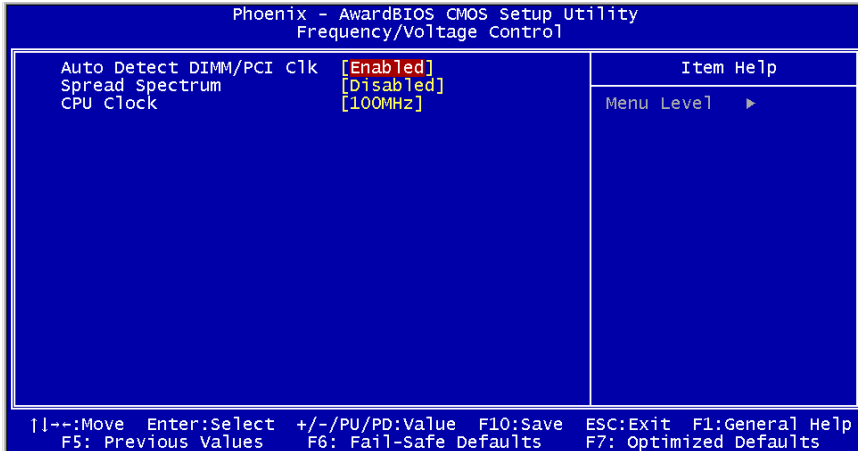 Phoenix - AwardBIOS CMOS Setup Utility
Frequency/Voltage Control
Auto Detect DIMM/PCI Clk [Enabled]
Spread Spectrum [Disabled]
CPU Clock [100MHz]
Item Help
Menu Level ▶
↑↓→←:Move Enter:Select +/-/PU/PD:Value F10:Save ESC:Exit F1:General Help
F5: Previous Values F6: Fail-Safe Defaults F7: Optimized Defaults